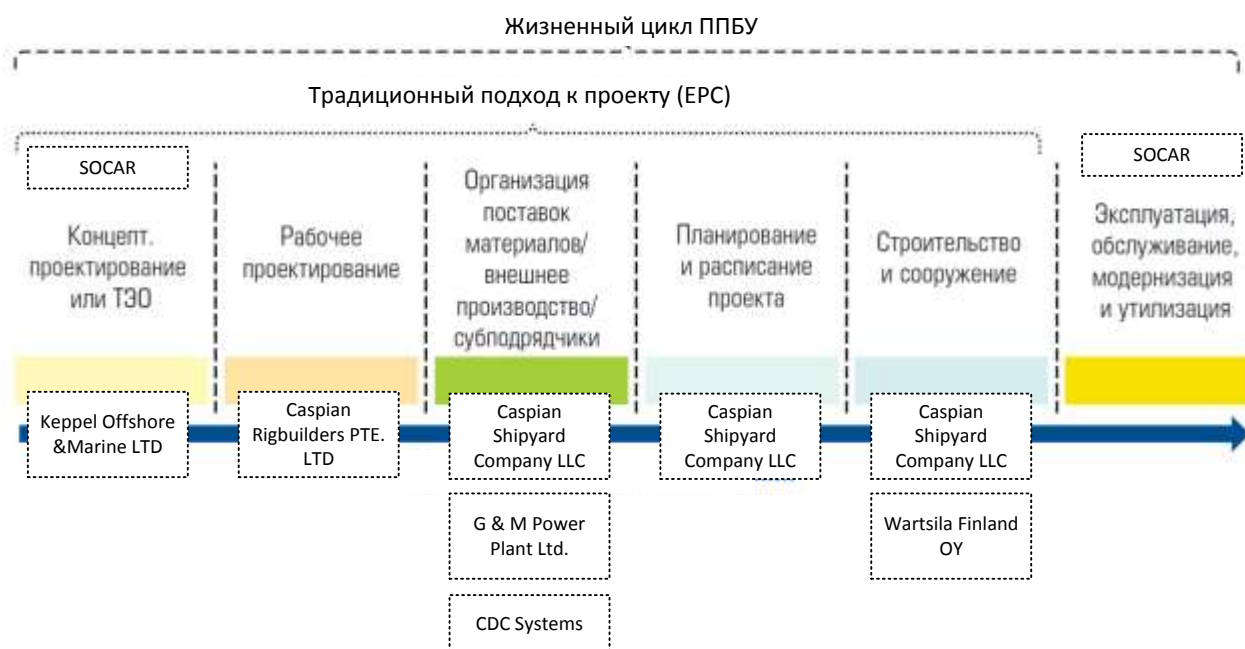 Жизненный цикл ППБУ
Традиционный подход к проекту (EPC)
SOCAR
Концепт.
проектирование
или ТЭО
Рабочее
проектирование
Организация
поставок
материалов/
внешнее
производство/
субподрядчики
Планирование
и расписание
проекта
Строительство
и сооружение
SOCAR
Эксплуатация,
обслуживание,
модернизация
и утилизация
Keppel Offshore
&Marine LTD
Caspian
Rigbuilders PTE.
LTD
Caspian
Shipyard
Company LLC
Caspian
Shipyard
Company LLC
Caspian
Shipyard
Company LLC
G & M Power
Plant Ltd.
Wartsila Finland
OY
CDC Systems